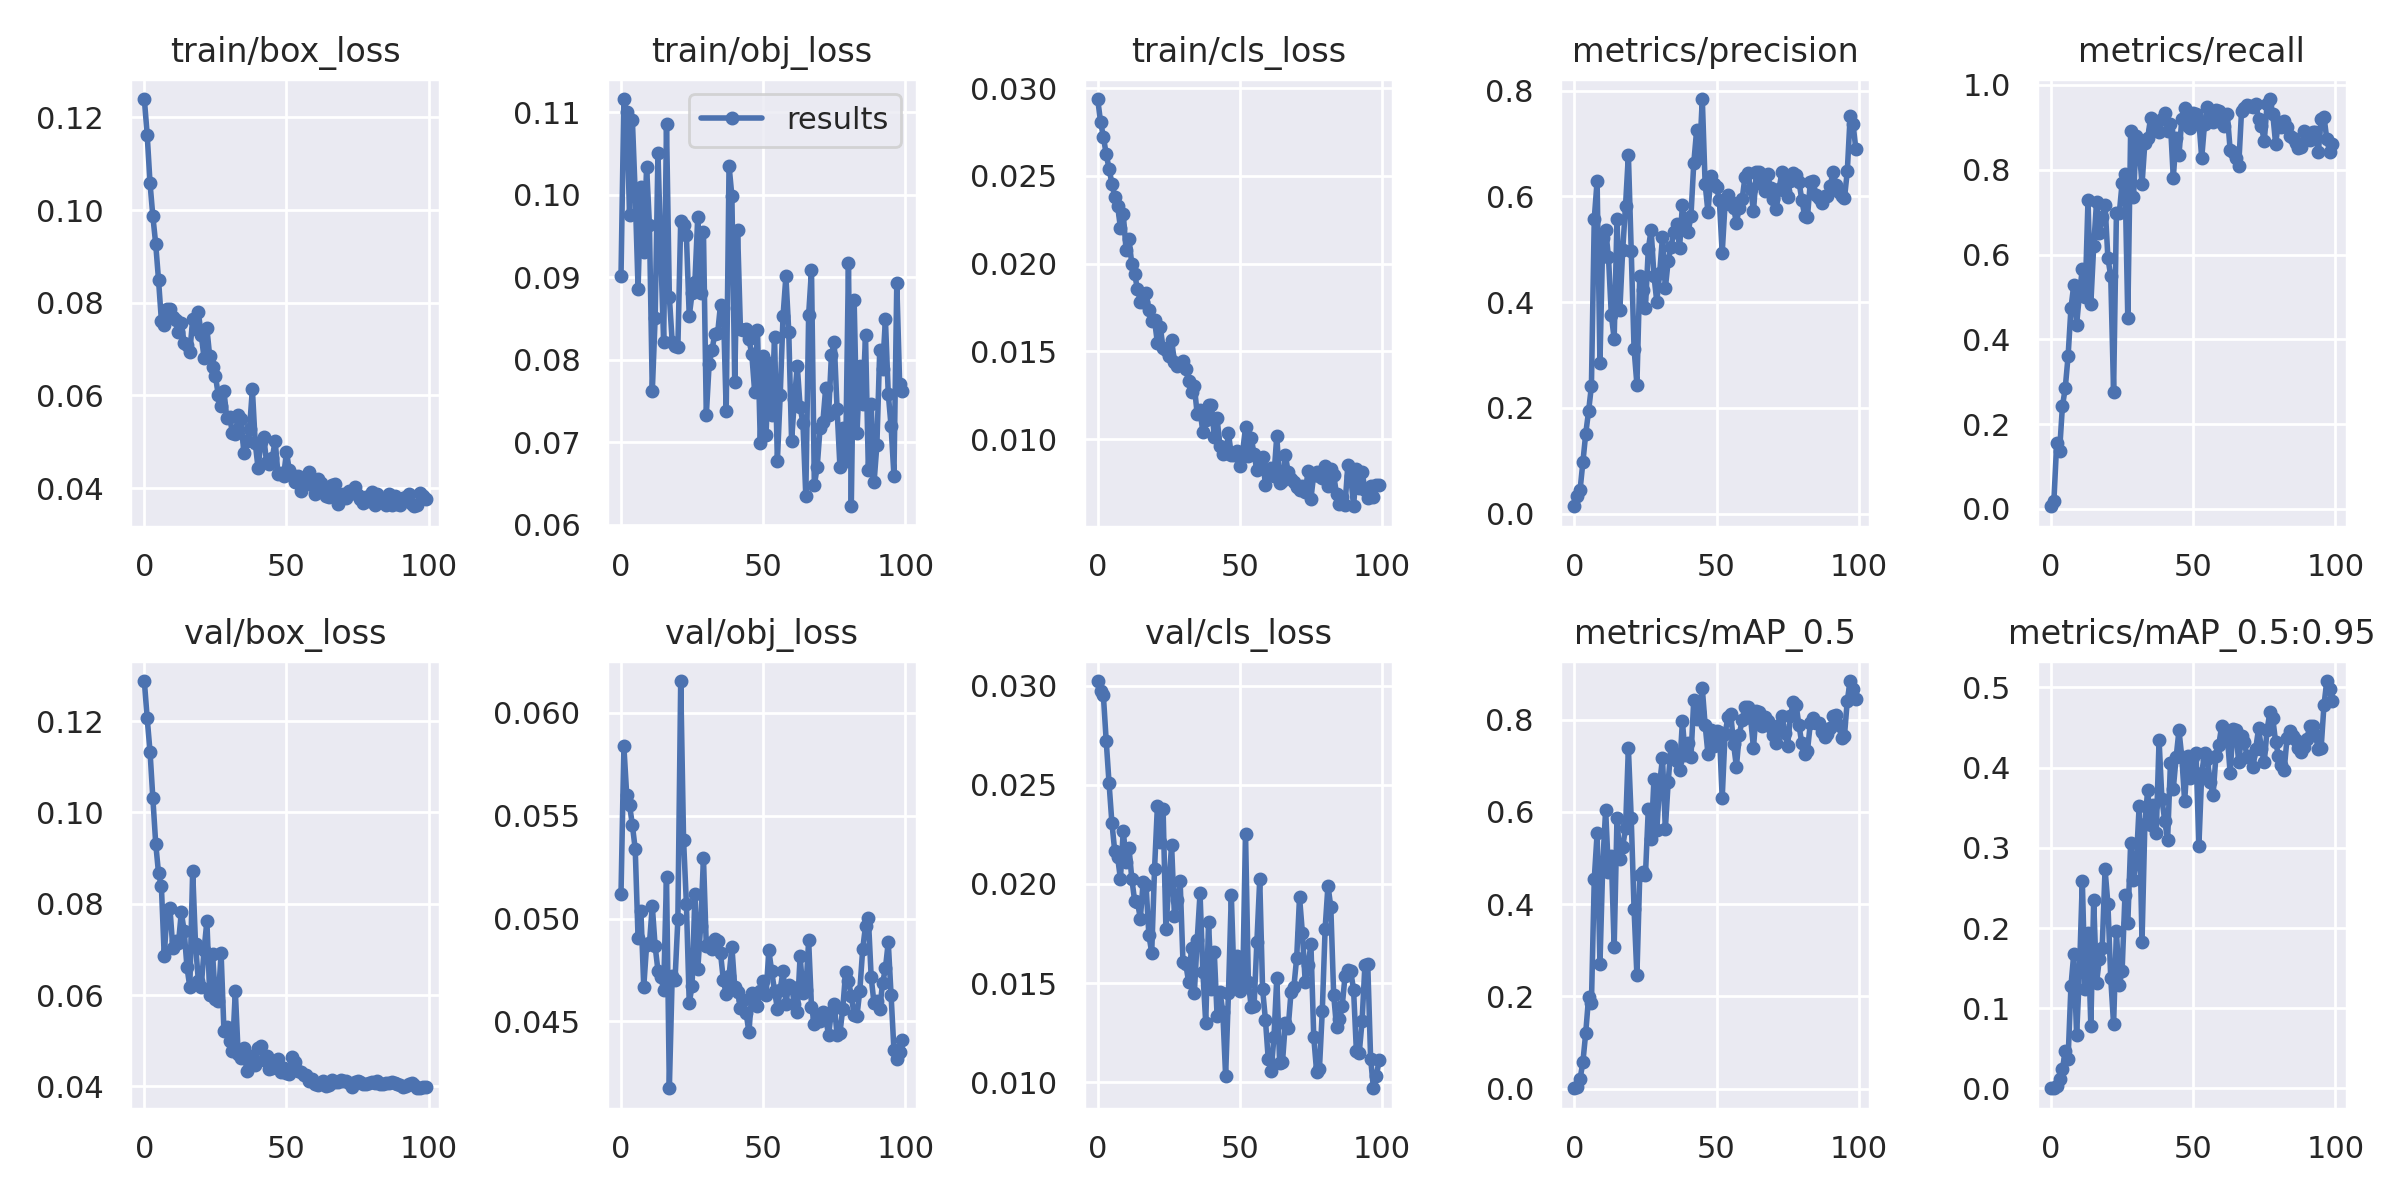 train/box_loss
0.12
0.10
0.08
0.06
0.04
0 50 100
train/obj_loss
results
0.11
0.10
0.09
0.08
0.07
0.06
0 50 100
train/cls_loss
0.030
0.025
0.020
0.015
0.010
0 50 100
metrics/precision
0.8
0.6
0.4
0.2
0.0
0 50 100
metrics/recall
1.0
0.8
0.6
0.4
0.2
0.0
0 50 100
val/box_loss
0.12
0.10
0.08
0.06
0.04
0 50 100
val/obj_loss
0.060
0.055
0.050
0.045
0 50 100
val/cls_loss
0.030
0.025
0.020
0.015
0.010
0 50 100
metrics/mAP_0.5
0.8
0.6
0.4
0.2
0.0
0 50 100
metrics/mAP_0.5:0.95
0.5
0.4
0.3
0.2
0.1
0.0
0 50 100